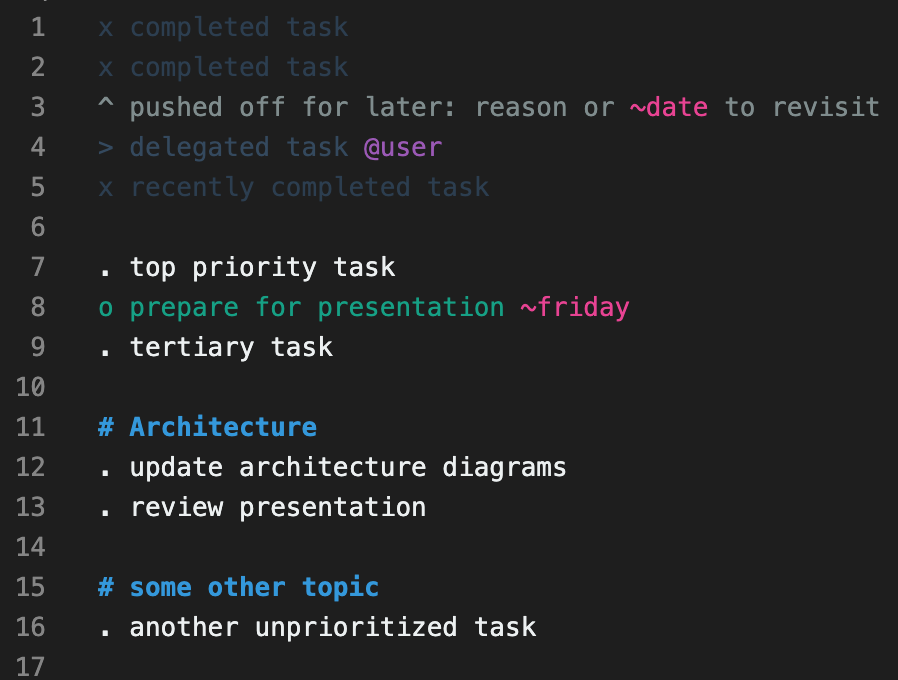 1 x completed task
2 x completed task
3 ^ pushed off for later: reason or ~date to revisit
4 > delegated task @user
5 x recently completed task
6
7 . top priority task
8 o prepare for presentation ~friday
9 . tertiary task
10
11 # Architecture
12 . update architecture diagrams
13 . review presentation
14
15 # some other topic
16 . another unprioritized task
17